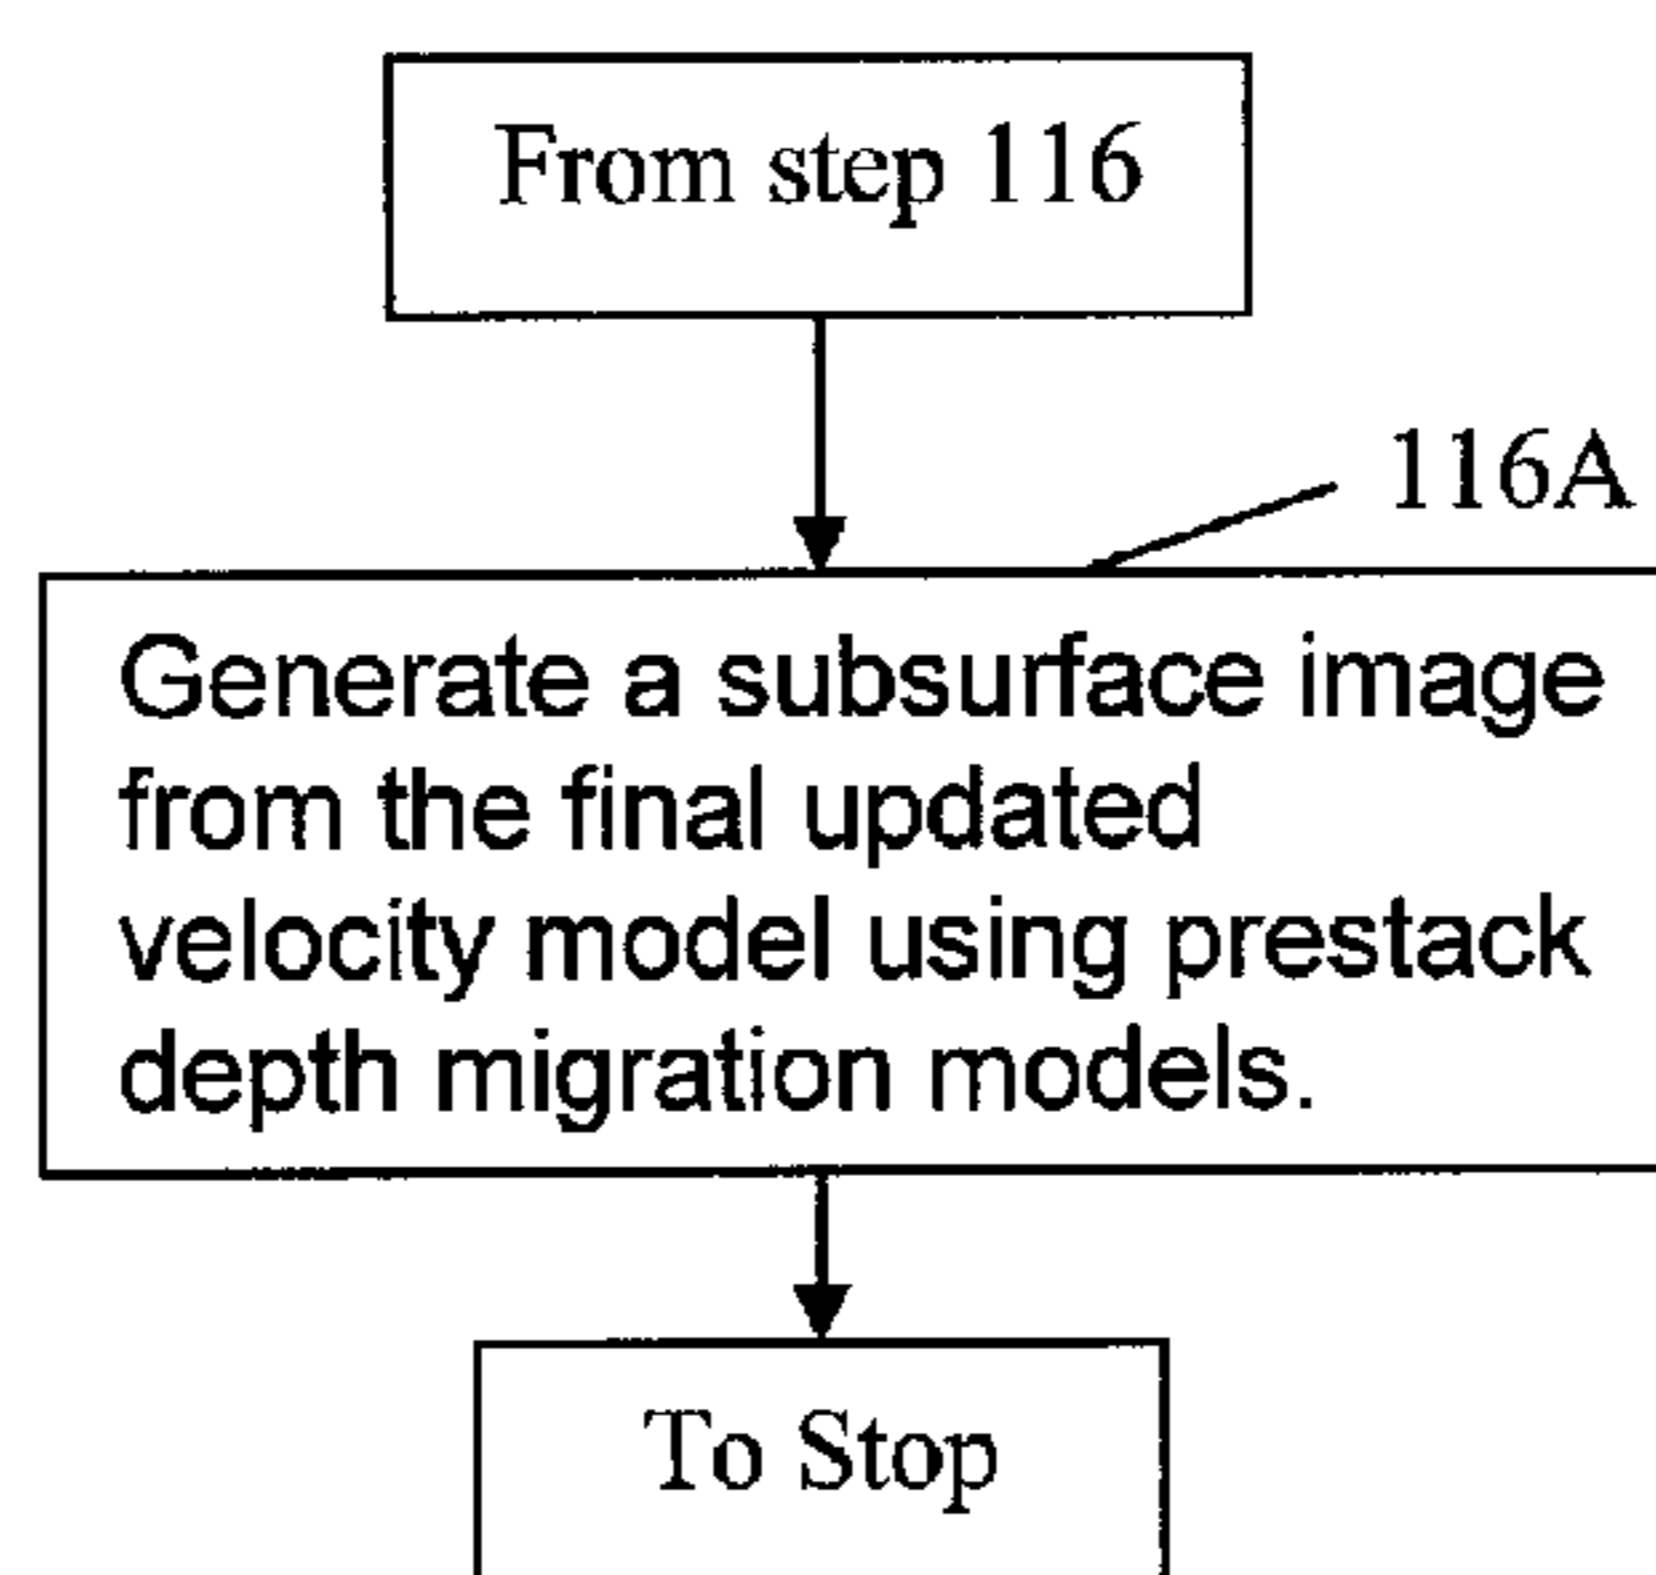 From step 116
116A
Generate a subsurface image
from the final updated
velocity model using prestack
depth migration models.
To Stop